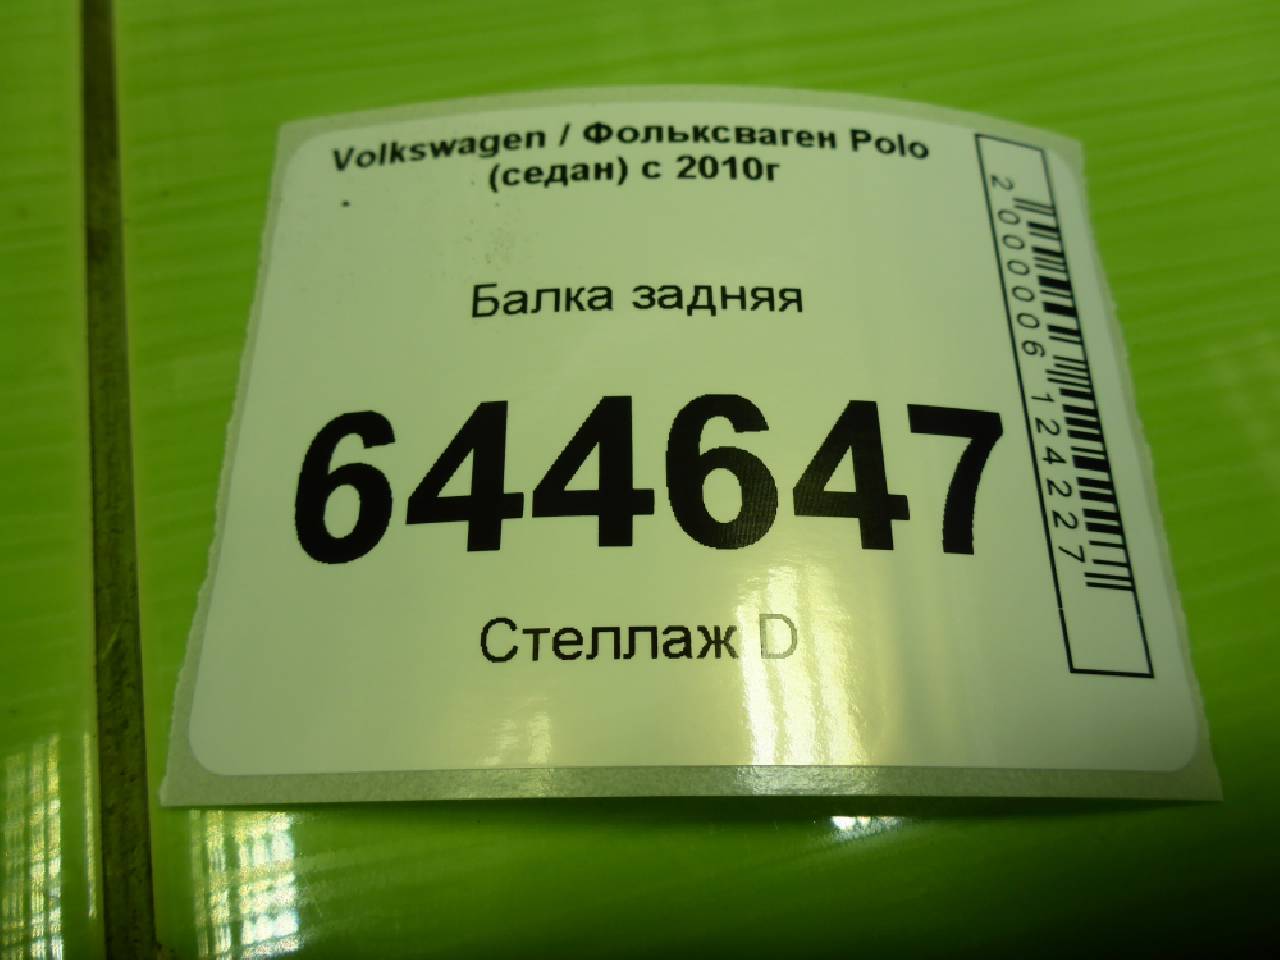 Volkswagen / Фольксваген Polo
(седан) с 2010г
Балка задняя
644647
Стеллаж D
2000006124227